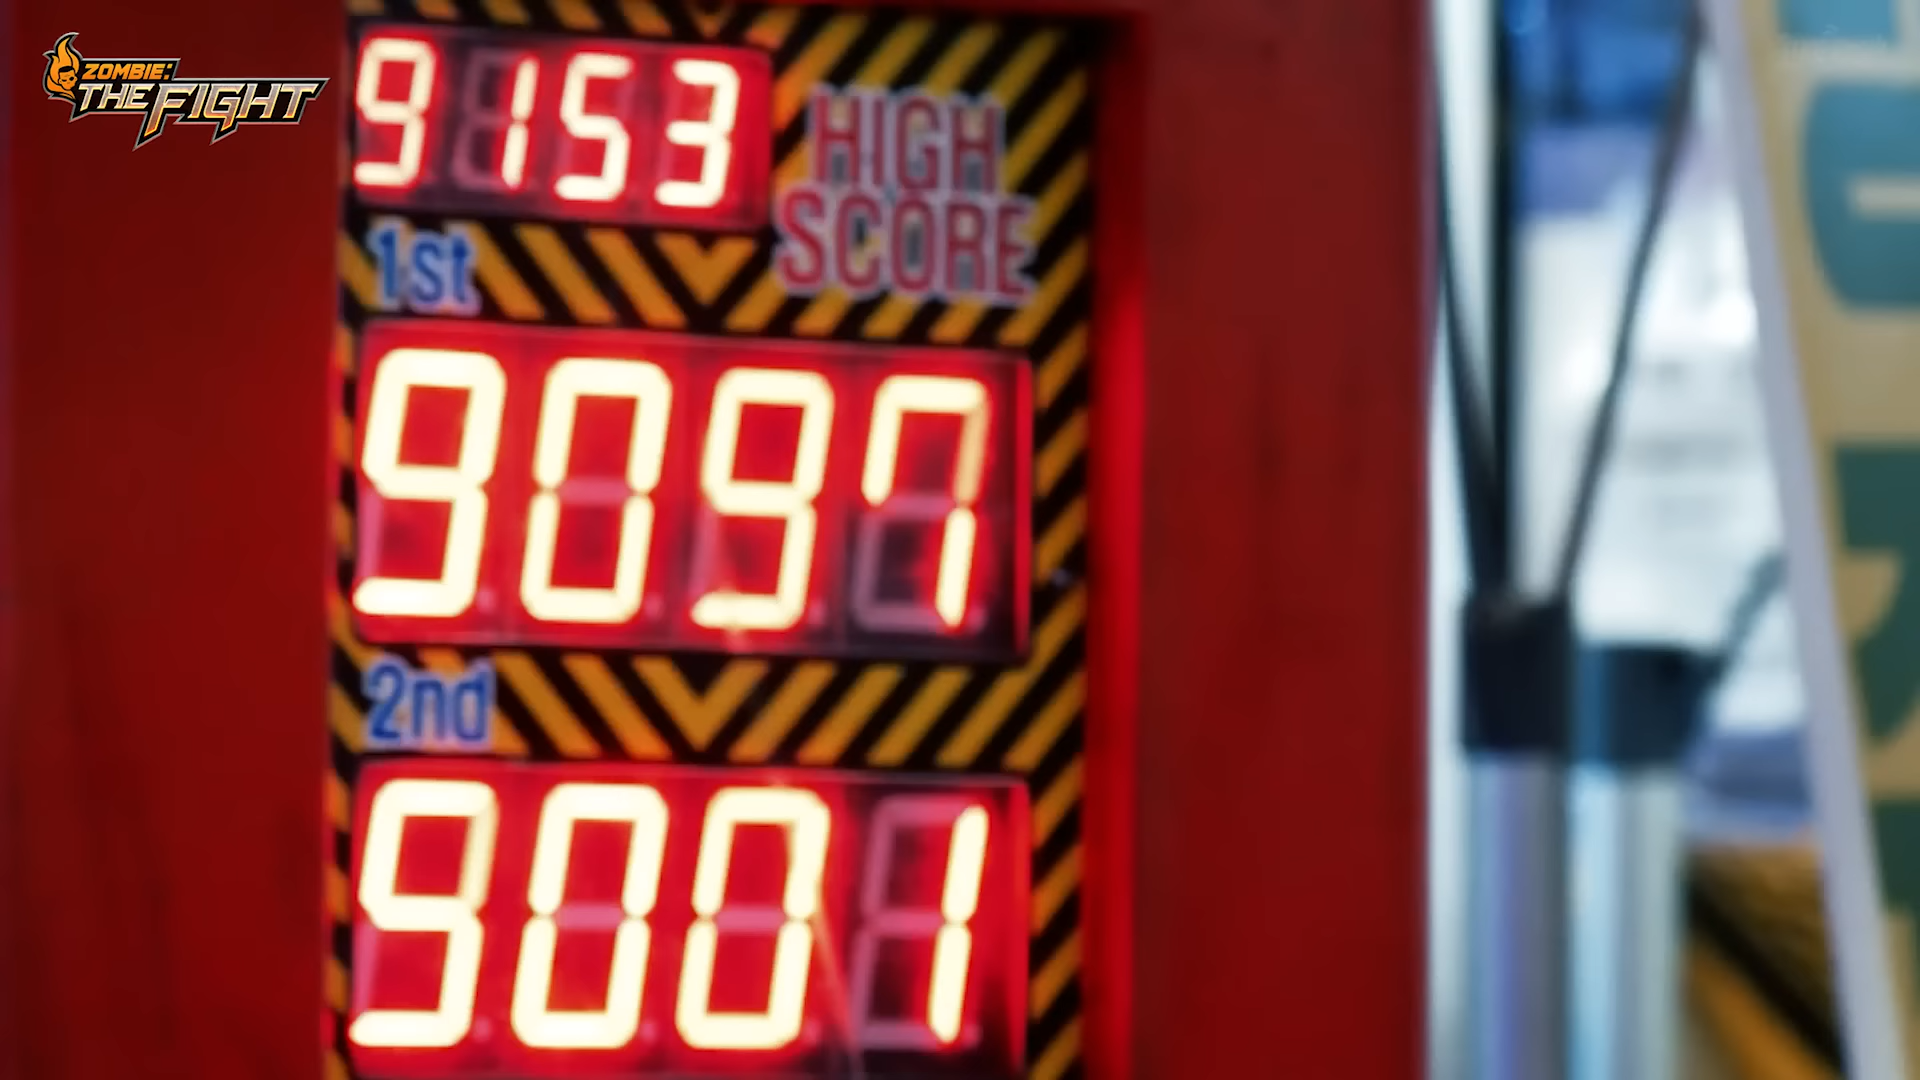 ZOMBIE:
THE FIGHT
9153
HIGH
SCORE
1st
9097
2nd
9001